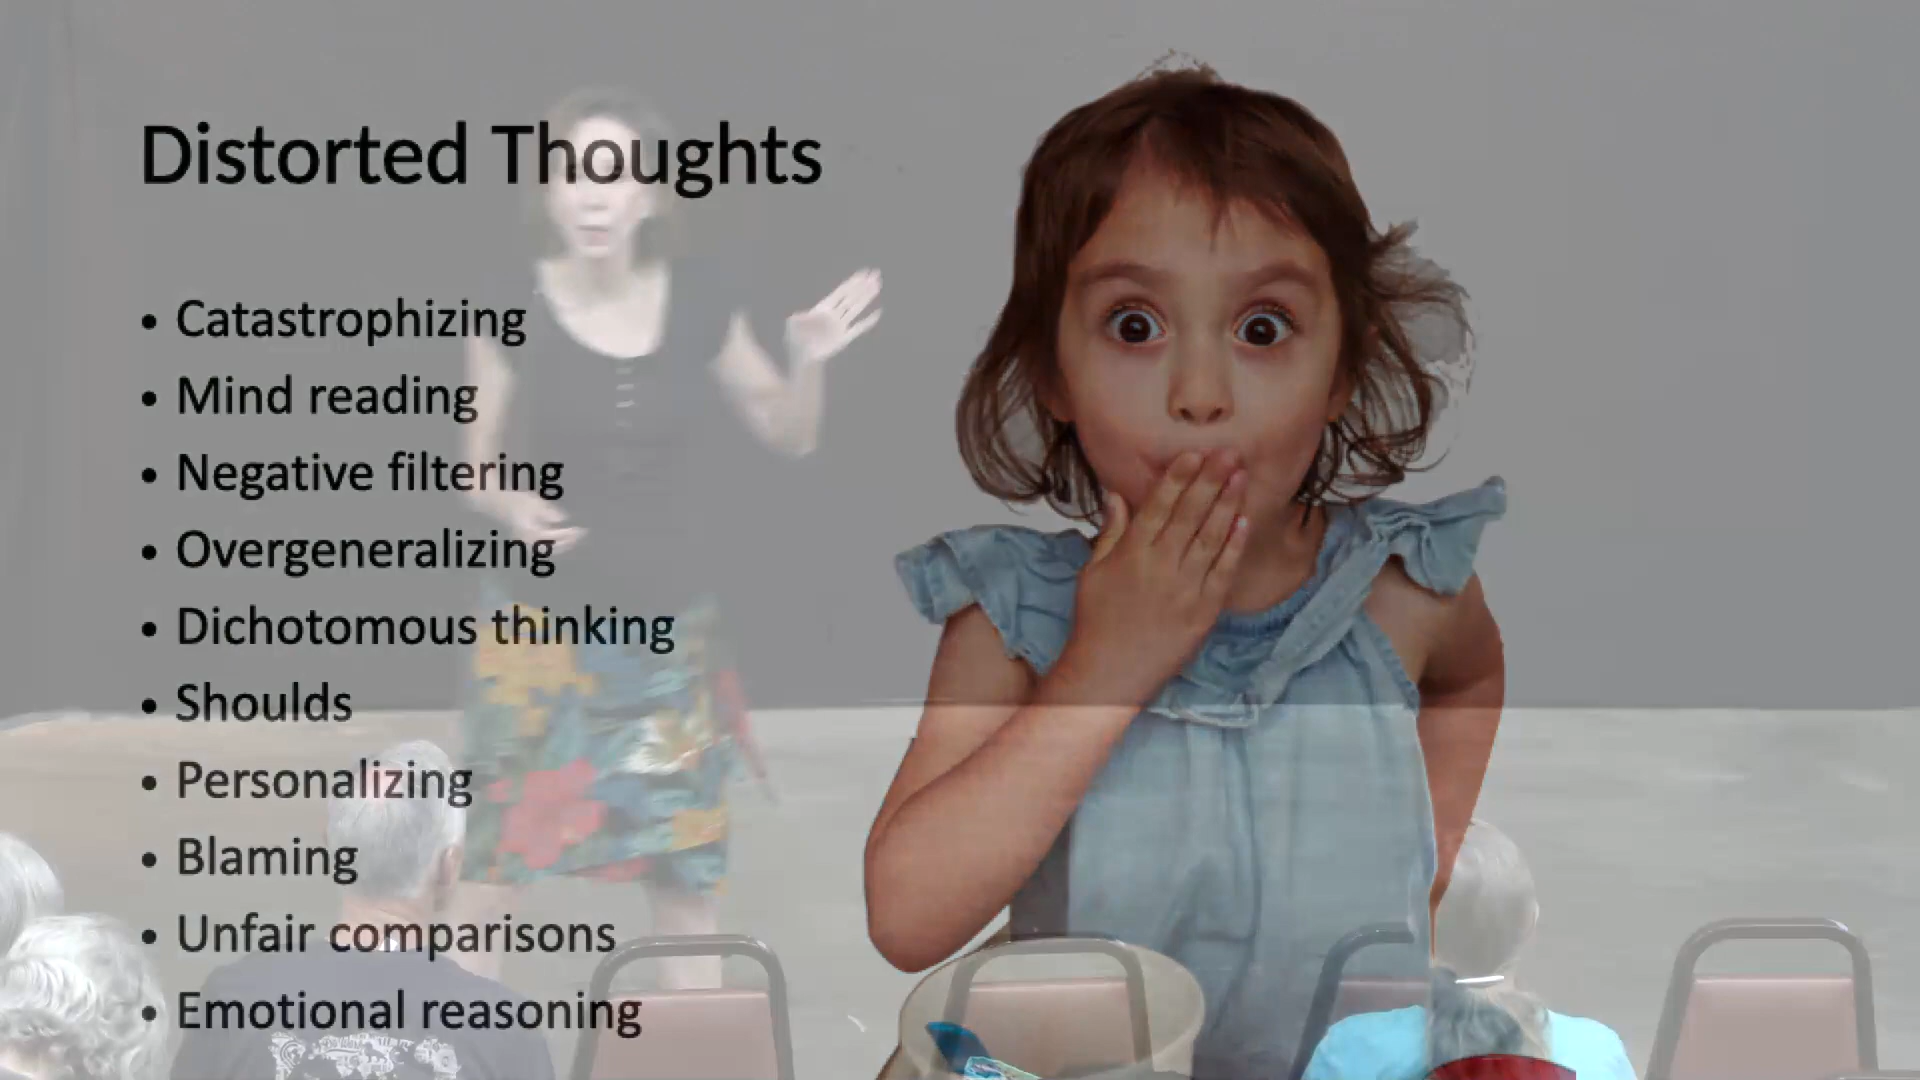 Distorted Thoughts
• Catastrophizing
• Mind reading
• Negative filtering
• Overgeneralizing
• Dichotomous thinking
• Shoulds
• Personalizing
• Blaming
• Unfair comparisons
• Emotional reasoning